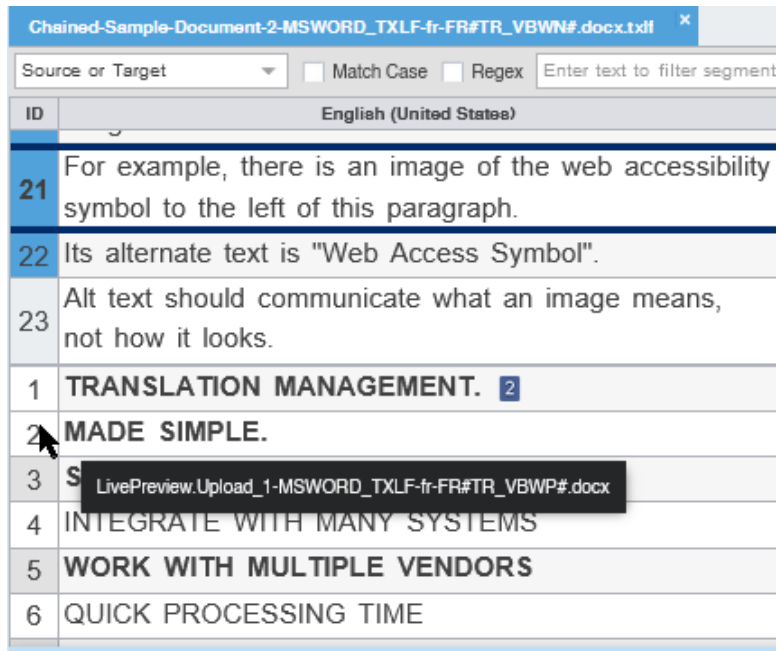 Chained-Sample-Document-2-MSWORD_TXLF-fr-FR#TR_VBWN#.docx.txlf ×
Source or Target Match Case Regex Enter text to filter segment
ID English (United States)
21 For example, there is an image of the web accessibility
symbol to the left of this paragraph.
22 Its alternate text is "Web Access Symbol".
23 Alt text should communicate what an image means,
not how it looks.
1 TRANSLATION MANAGEMENT. 2
2 MADE SIMPLE.
3 S
LivePreview.Upload_1-MSWORD_TXLF-fr-FR#TR_VBWP#.docx
4 INTEGRATE WITH MANY SYSTEMS
5 WORK WITH MULTIPLE VENDORS
6 QUICK PROCESSING TIME